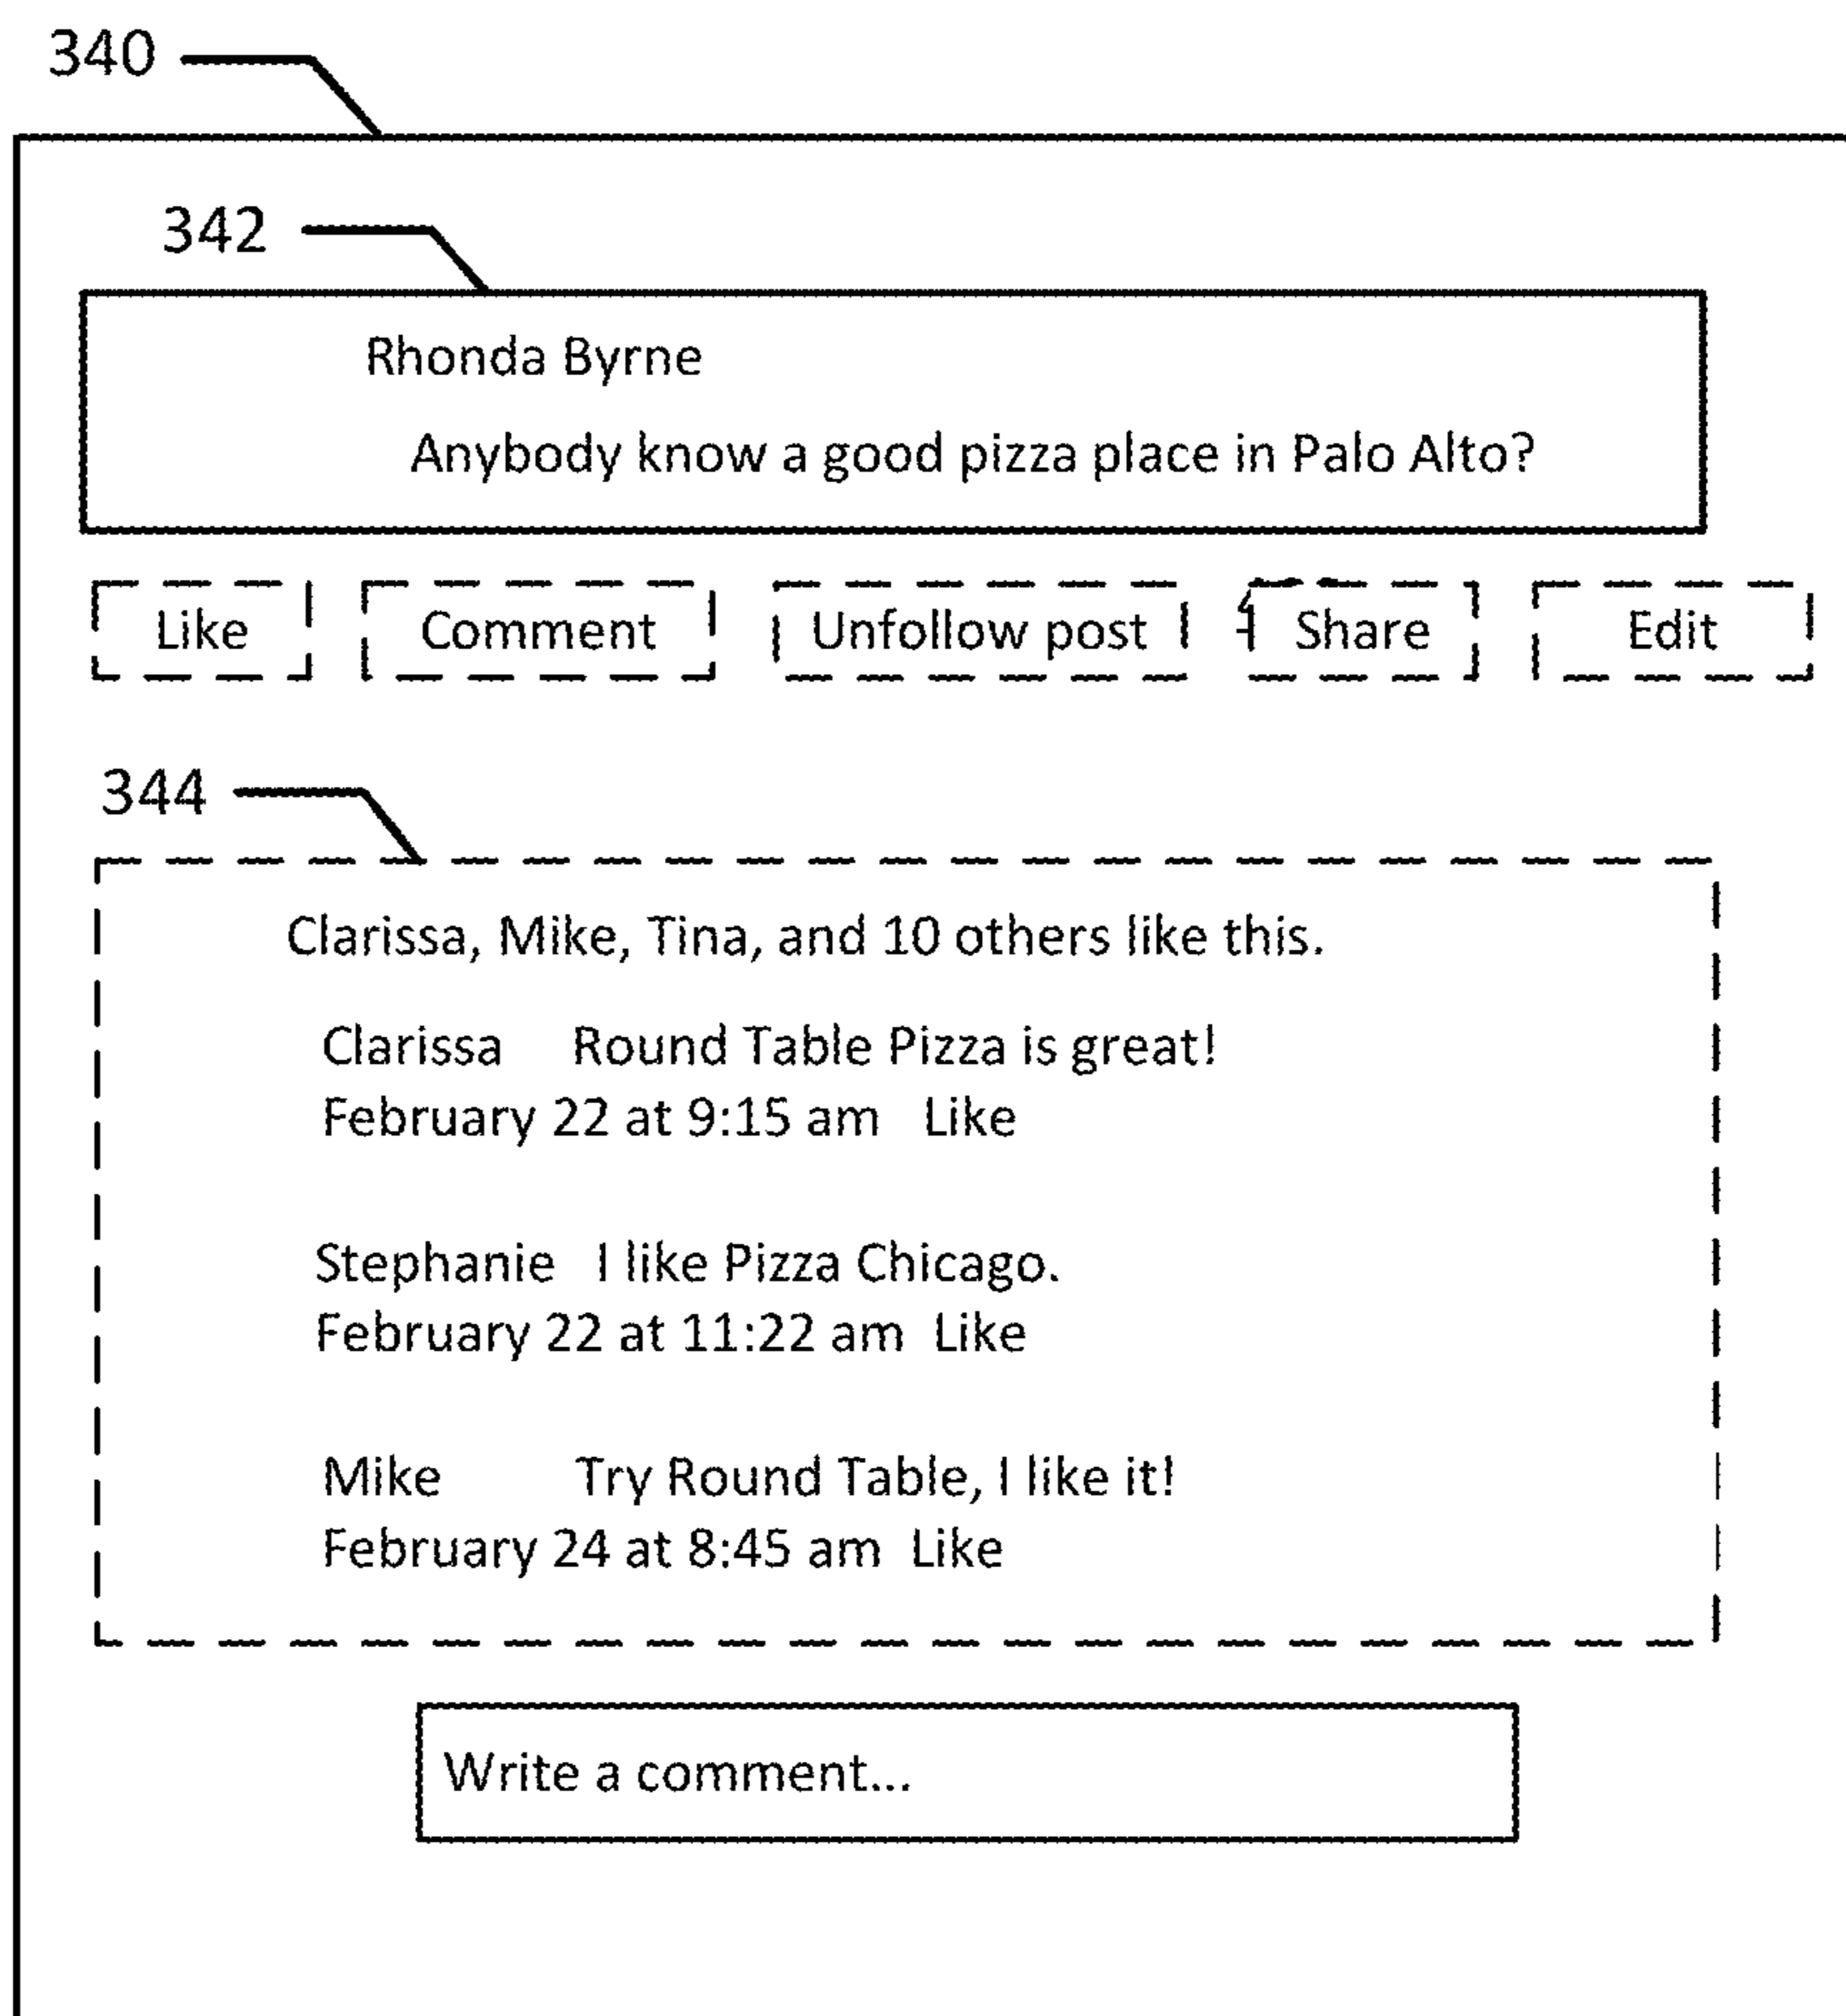 340
342
Rhonda Byrne
Anybody know a good pizza place in Palo Alto?
Like Comment Unfollow post Share Edit
344
Clarissa, Mike, Tina, and 10 others like this.
Clarissa Round Table Pizza is great!
February 22 at 9:15 am Like
Stephanie I like Pizza Chicago.
February 22 at 11:22 am Like
Mike Try Round Table, I like it!
February 24 at 8:45 am Like
Write a comment...